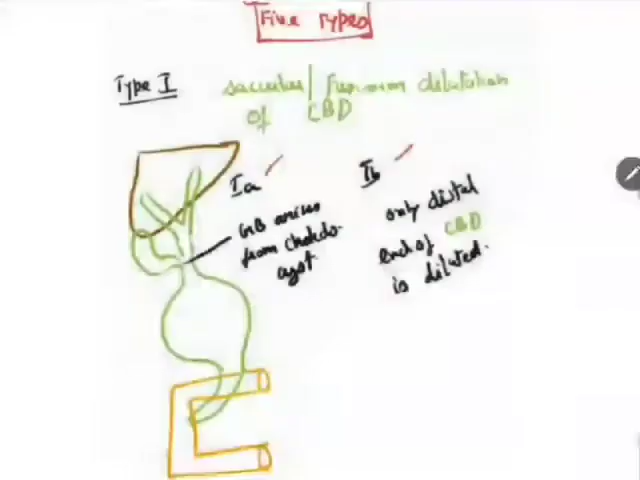 Five Types
Type I
saccular/ fusiform dilatation
of CBD
Ia
GB arises
from choledo-
cyst
Ib
only distal
end of CBD
is dilated.